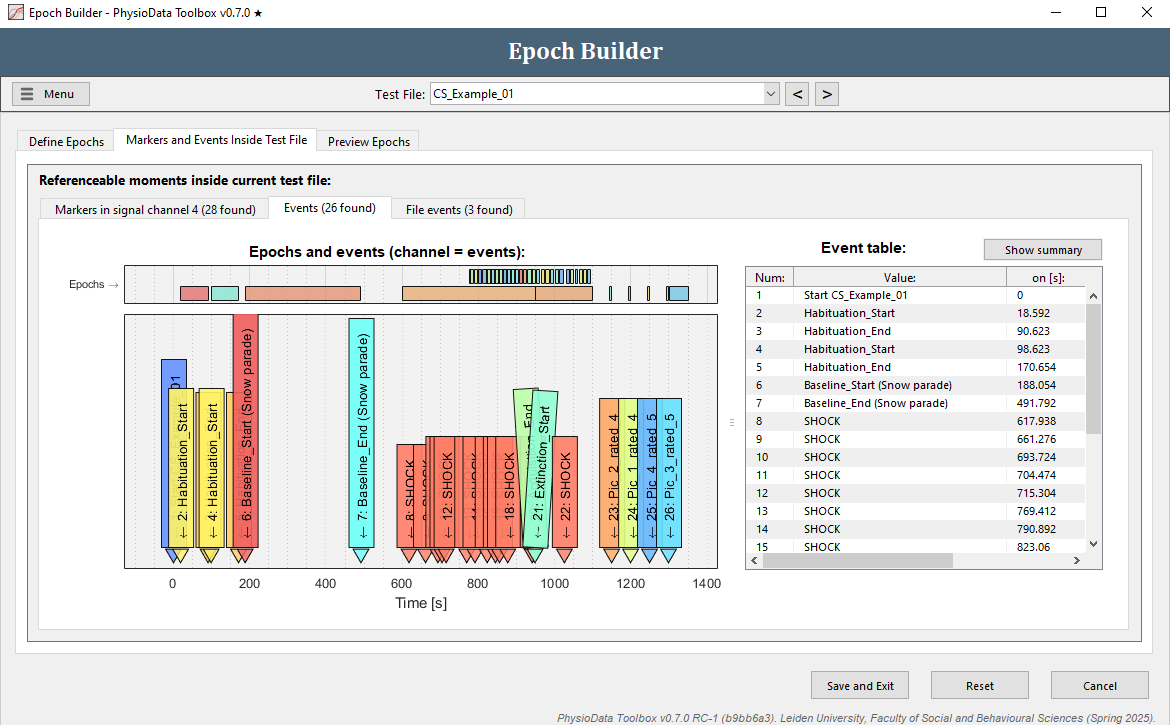 Epoch Builder - PhysioData Toolbox v0.7.0 ★
Epoch Builder
Menu
Test File: CS_Example_01
< >
Define Epochs Markers and Events Inside Test File Preview Epochs
Referenceable moments inside current test file:
Markers in signal channel 4 (28 found) Events (26 found) File events (3 found)
Epochs and events (channel = events):
Epochs →
01
← 2: Habituation_Start
← 4: Habituation_Start
← 6: Baseline_Start (Snow parade)
← 7: Baseline_End (Snow parade)
← 8: SHOCK
← 12: SHOCK
← 18: SHOCK
← 21: Extinction_Start
← 22: SHOCK
← 23: Pic_2_rated_4
← 24: Pic_1_rated_4
← 25: Pic_4_rated_5
← 26: Pic_3_rated_5
0 200 400 600 800 1000 1200 1400
Time [s]
Event table:
Show summary
Num: Value: on [s]:
1 Start CS_Example_01 0
2 Habituation_Start 18.592
3 Habituation_End 90.623
4 Habituation_Start 98.623
5 Habituation_End 170.654
6 Baseline_Start (Snow parade) 188.054
7 Baseline_End (Snow parade) 491.792
8 SHOCK 617.938
9 SHOCK 661.276
10 SHOCK 693.724
11 SHOCK 704.474
12 SHOCK 715.304
13 SHOCK 769.412
14 SHOCK 790.892
15 SHOCK 823.06
Save and Exit Reset Cancel
PhysioData Toolbox v0.7.0 RC-1 (b9bb6a3). Leiden University, Faculty of Social and Behavioural Sciences (Spring 2025).